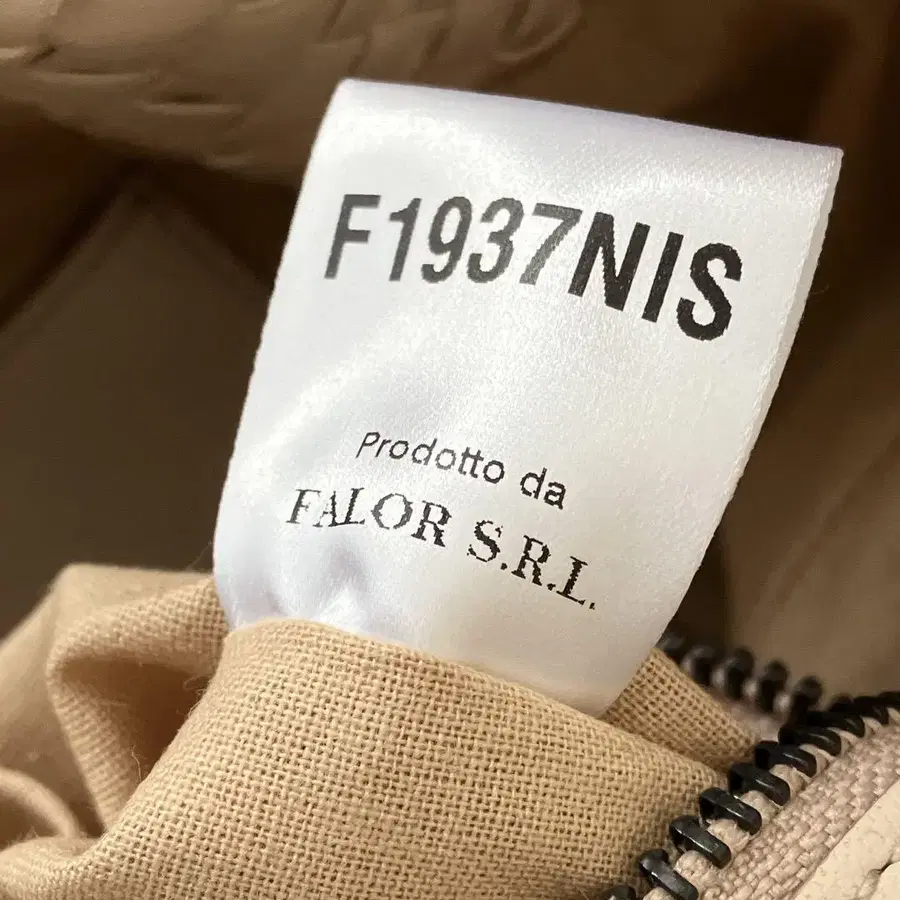 F1937NIS
Prodotto da
FALOR S.R.L.